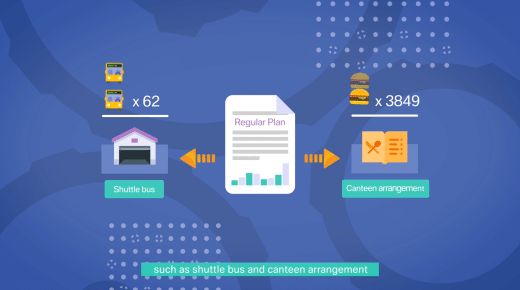 x 62
x 3849
Regular Plan
Shuttle bus
Canteen arrangement
such as shuttle bus and canteen arrangement